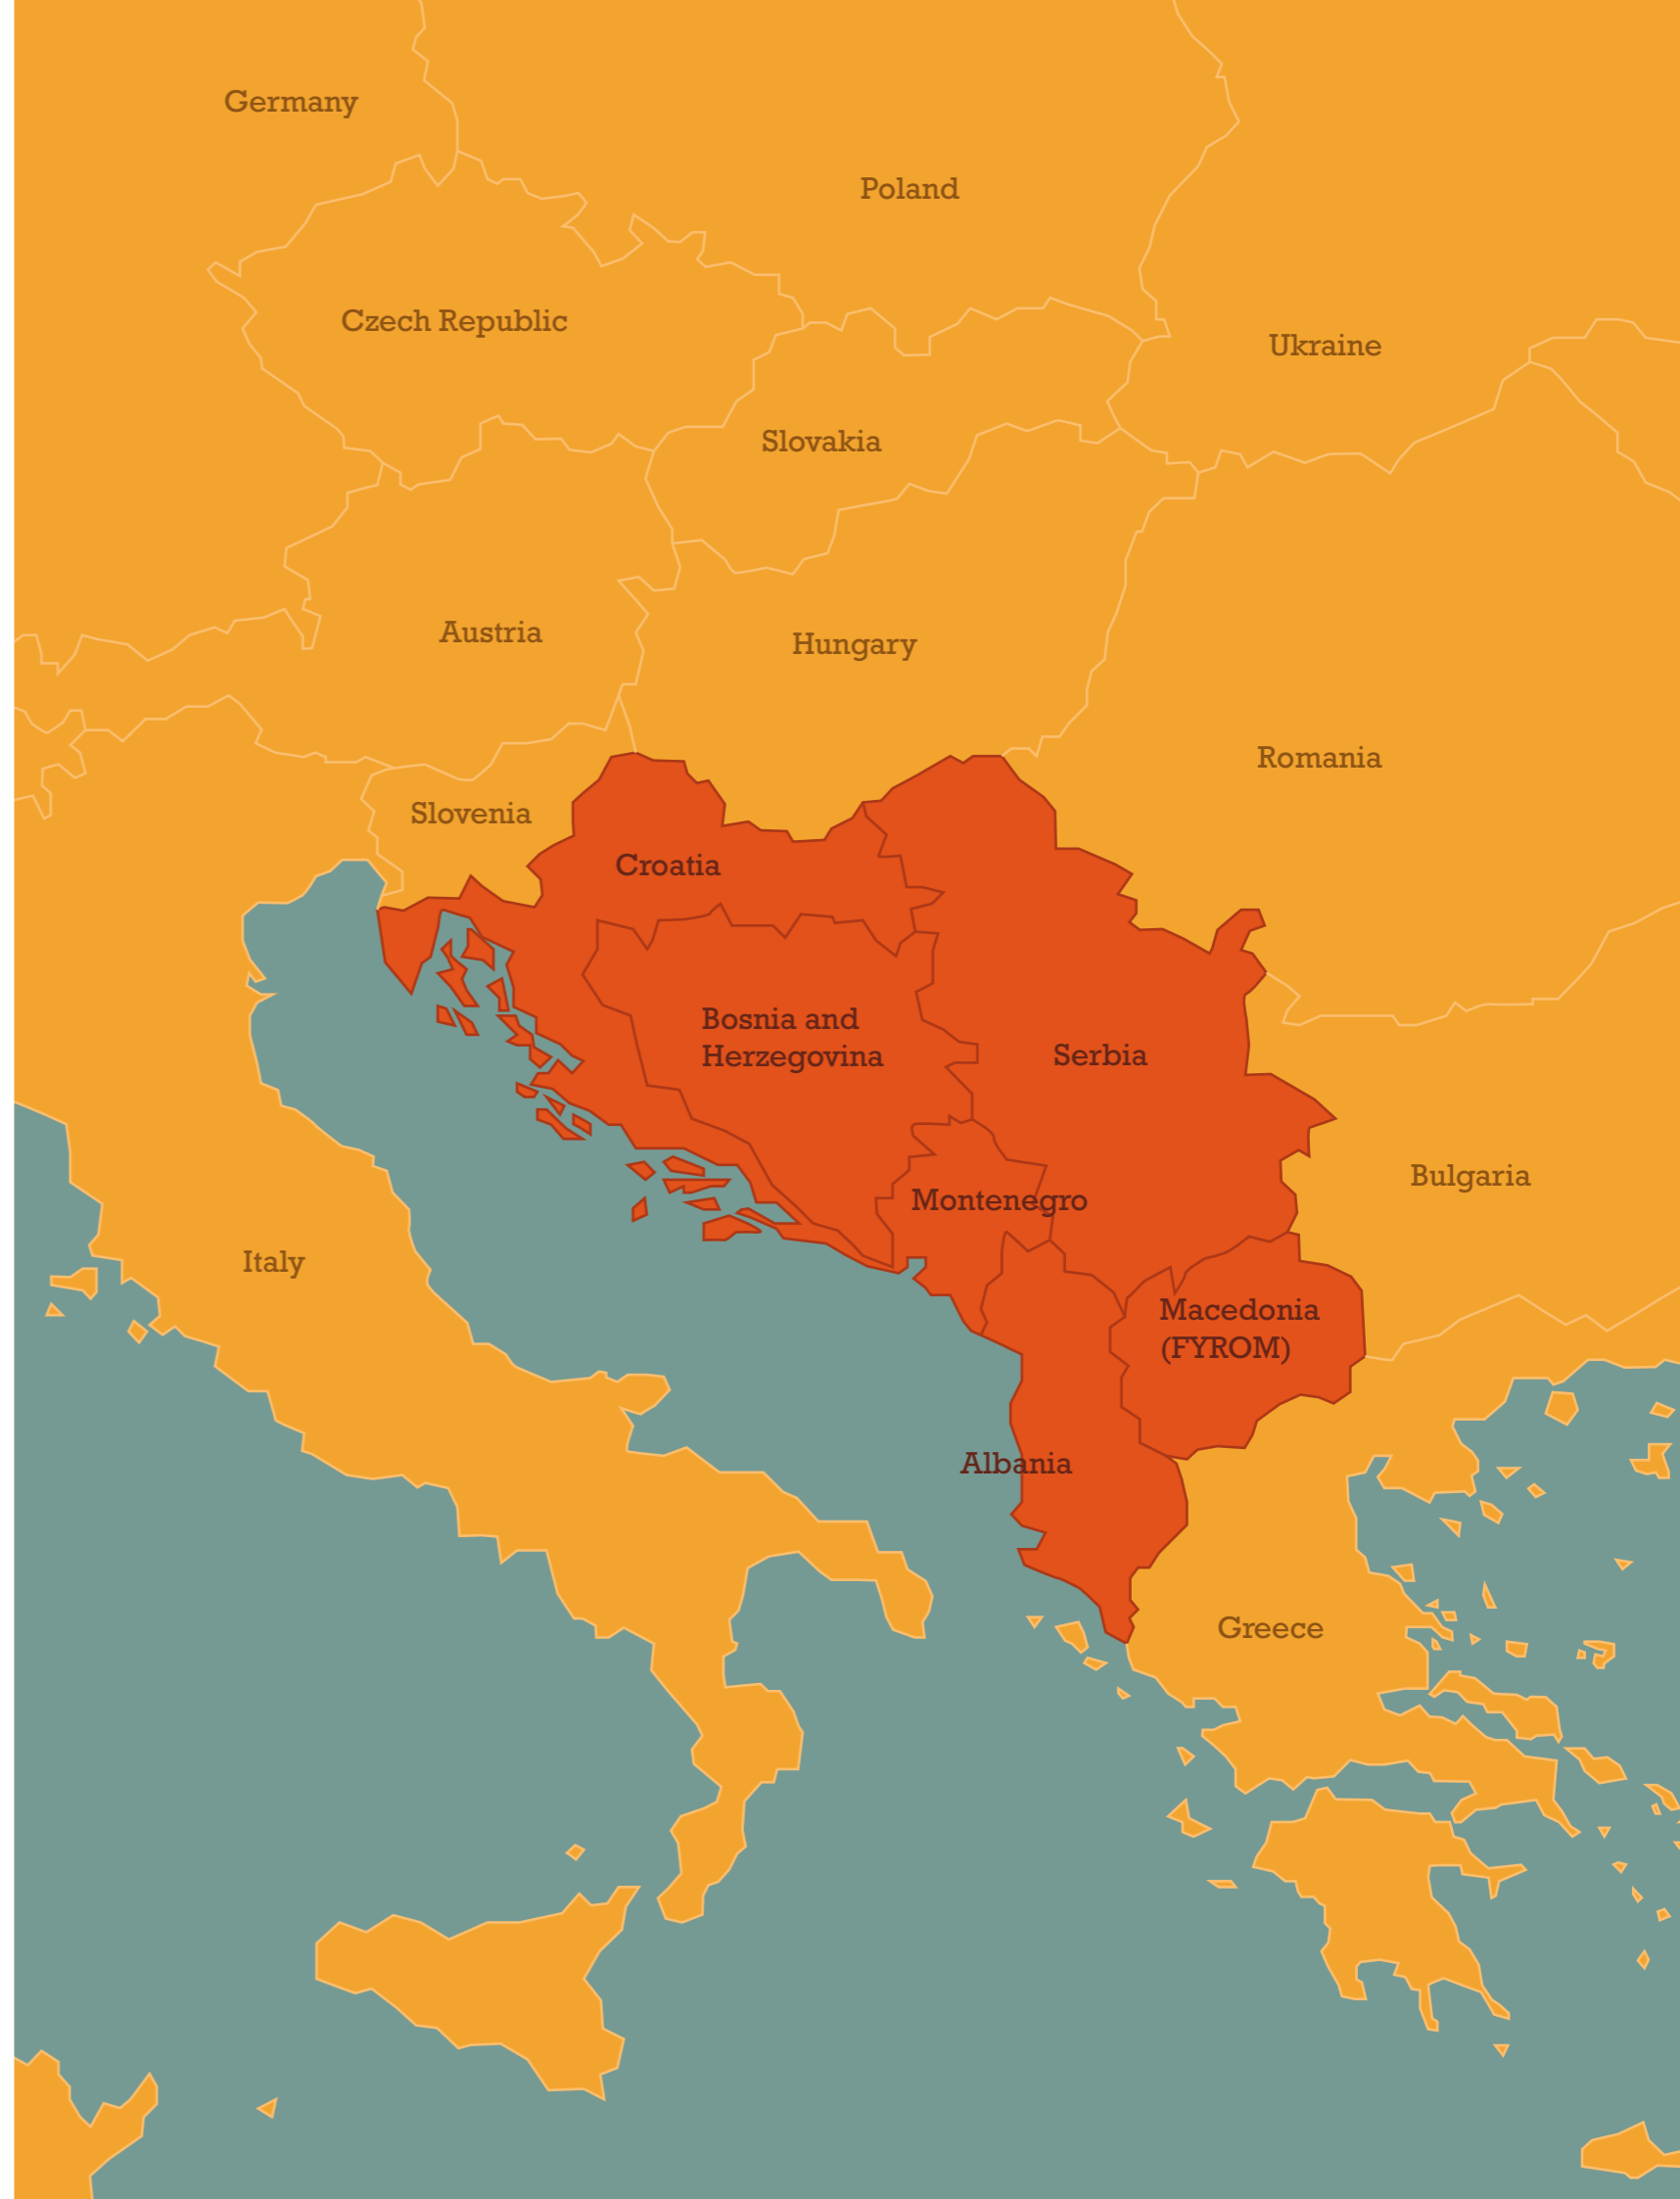 Germany
Poland
Czech Republic
Ukraine
Slovakia
Austria
Hungary
Romania
Slovenia
Croatia
Bosnia and
Herzegovina
Serbia
Bulgaria
Montenegro
Italy
Macedonia
(FYROM)
Albania
Greece